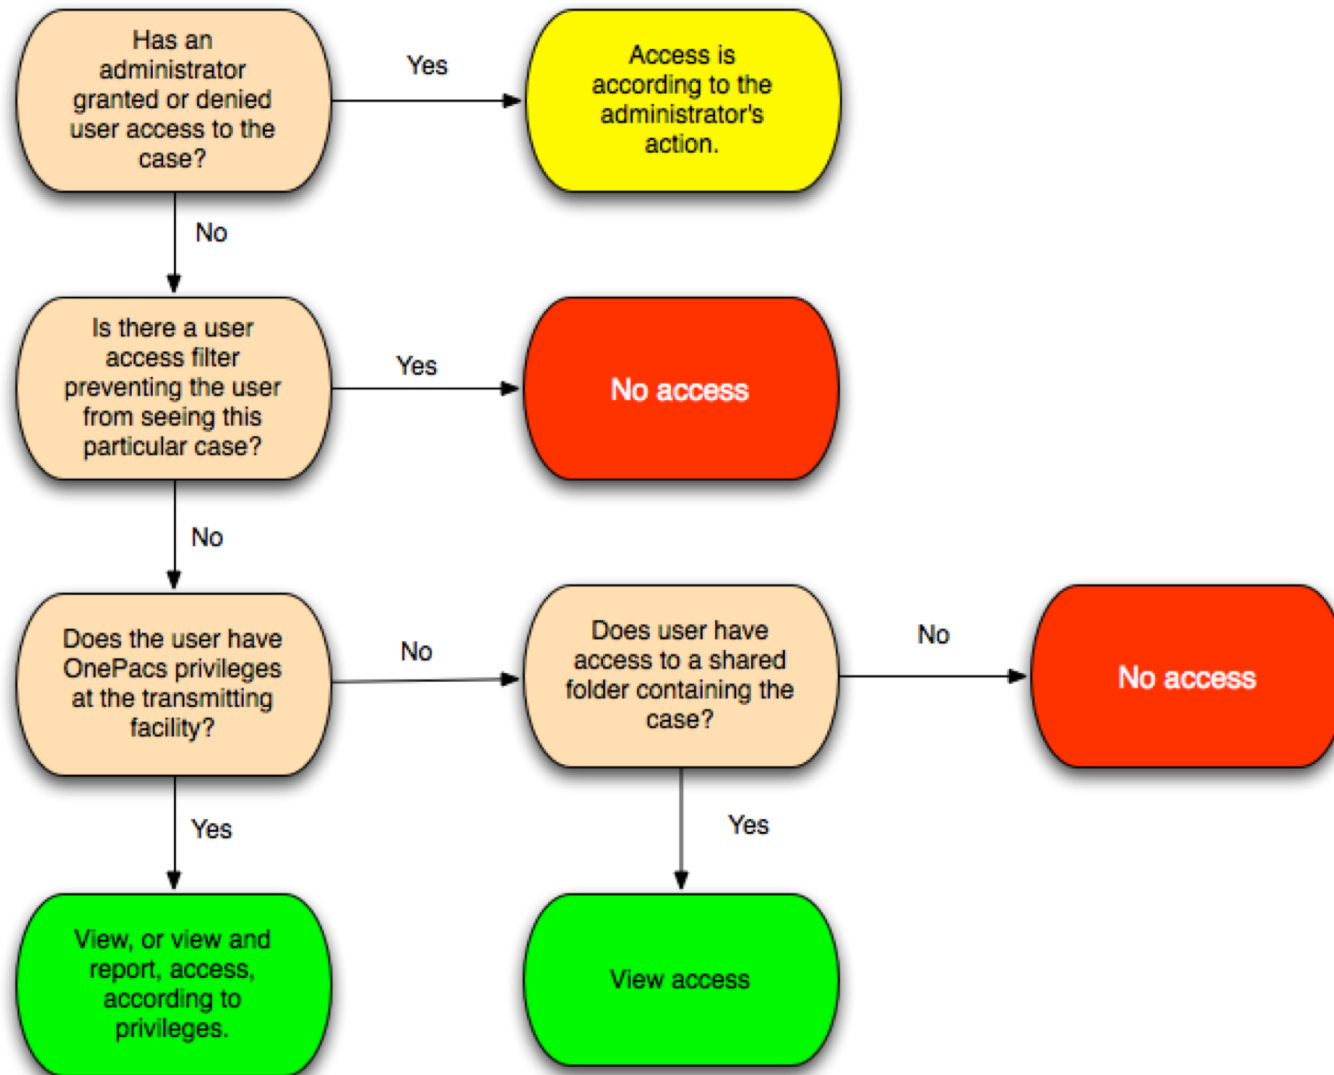 Has an
administrator
granted or denied
user access to the
case?
Yes
Access is
according to the
administrator's
action.
No
Is there a user
access filter
preventing the user
from seeing this
particular case?
Yes
No access
No
Does the user have
OnePacs privileges
at the transmitting
facility?
No
Does user have
access to a shared
folder containing the
case?
No
No access
Yes
View, or view and
report, access,
according to
privileges.
Yes
View access